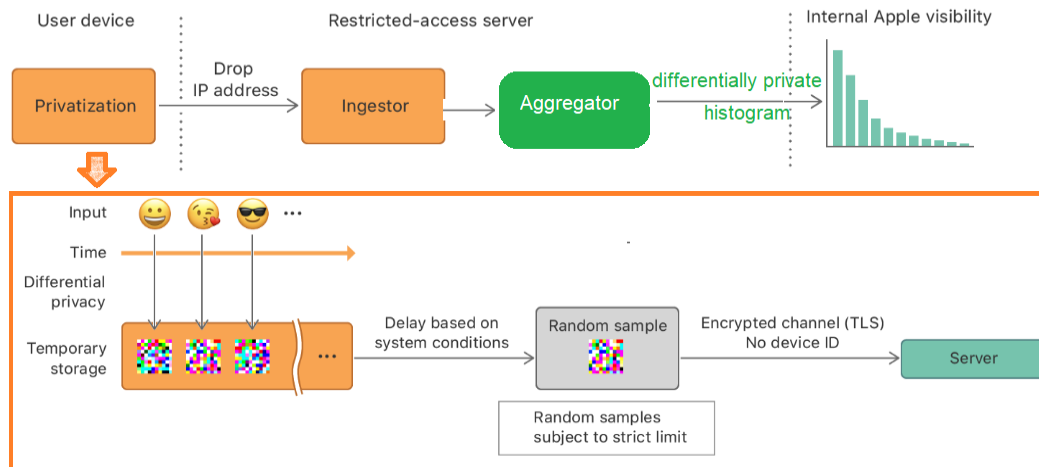 User device
Restricted-access server
Internal Apple visibility
Privatization
Drop
IP address
Ingestor
Aggregator
differentially private
histogram
Input
...
Time
Differential
privacy
Temporary
storage
...
Delay based on
system conditions
Random sample
Encrypted channel (TLS)
No device ID
Server
Random samples
subject to strict limit